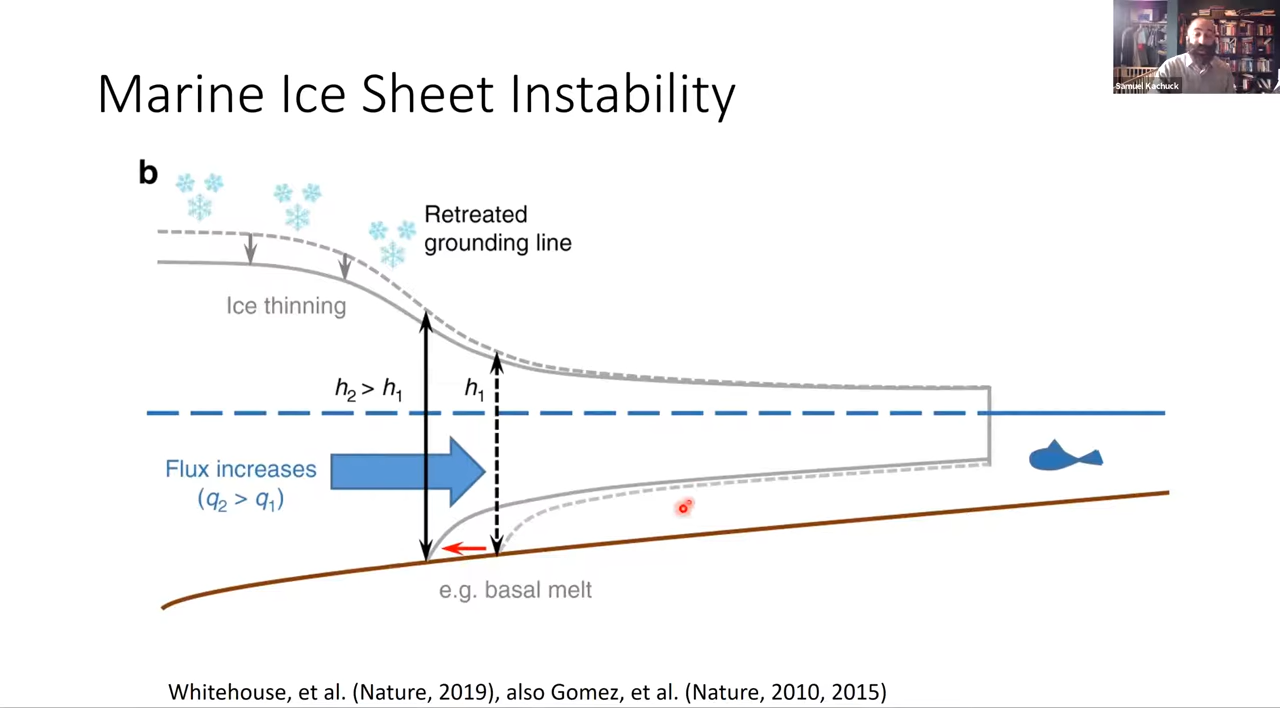 Marine Ice Sheet Instability
Samuel Kachuck
b
Retreated
grounding line
Ice thinning
h2 > h1
h1
Flux increases
(q2 > q1)
e.g. basal melt
Whitehouse, et al. (Nature, 2019), also Gomez, et al. (Nature, 2010, 2015)